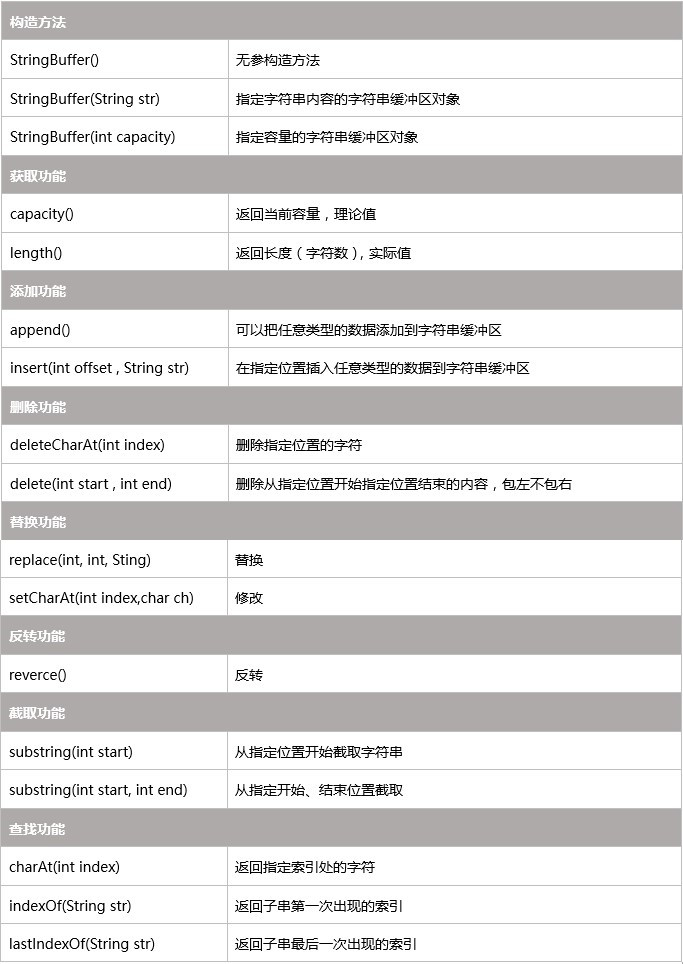 构造方法
StringBuffer() 无参构造方法
StringBuffer(String str) 指定字符串内容的字符串缓冲区对象
StringBuffer(int capacity) 指定容量的字符串缓冲区对象
获取功能
capacity() 返回当前容量，理论值
length() 返回长度（字符数），实际值
添加功能
append() 可以把任意类型的数据添加到字符串缓冲区
insert(int offset , String str) 在指定位置插入任意类型的数据到字符串缓冲区
删除功能
deleteCharAt(int index) 删除指定位置的字符
delete(int start , int end) 删除从指定位置开始指定位置结束的内容，包左不包右
替换功能
replace(int, int, Sting) 替换
setCharAt(int index,char ch) 修改
反转功能
reverce() 反转
截取功能
substring(int start) 从指定位置开始截取字符串
substring(int start, int end) 从指定开始、结束位置截取
查找功能
charAt(int index) 返回指定索引处的字符
indexOf(String str) 返回子串第一次出现的索引
lastIndexOf(String str) 返回子串最后一次出现的索引